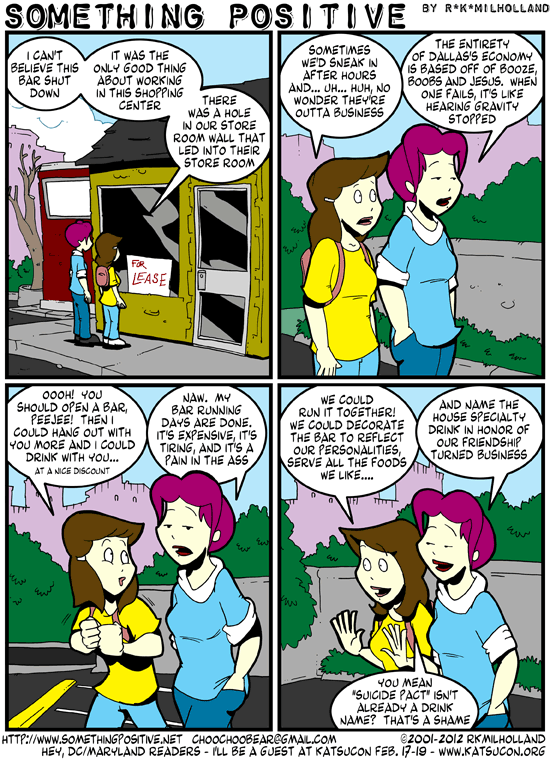 SOMETHING POSITIVE BY R*K*MILHOLLAND
I CAN'T
BELIEVE THIS
BAR SHUT
DOWN
IT WAS THE
ONLY GOOD THING
ABOUT WORKING
IN THIS SHOPPING
CENTER
THERE
WAS A HOLE
IN OUR STORE
ROOM WALL THAT
LED INTO THEIR
STORE ROOM
FOR
LEASE
SOMETIMES
WE'D SNEAK IN
AFTER HOURS
AND... UH... HUH, NO
WONDER THEY'RE
OUTTA BUSINESS
THE ENTIRETY
OF DALLAS'S ECONOMY
IS BASED OFF OF BOOZE,
BOOBS AND JESUS. WHEN
ONE FAILS, IT'S LIKE
HEARING GRAVITY
STOPPED
OOOH! YOU
SHOULD OPEN A BAR,
PEEJEE! THEN I
COULD HANG OUT WITH
YOU MORE AND I COULD
DRINK WITH YOU...
AT A NICE DISCOUNT
NAW. MY
BAR RUNNING
DAYS ARE DONE.
IT'S EXPENSIVE, IT'S
TIRING, AND IT'S A
PAIN IN THE ASS
WE COULD
RUN IT TOGETHER!
WE COULD DECORATE
THE BAR TO REFLECT
OUR PERSONALITIES,
SERVE ALL THE FOODS
WE LIKE....
AND NAME THE
HOUSE SPECIALTY
DRINK IN HONOR OF
OUR FRIENDSHIP
TURNED BUSINESS
YOU MEAN
"SUICIDE PACT" ISN'T
ALREADY A DRINK
NAME? THAT'S A SHAME
HTTP://WWW.SOMETHINGPOSITIVE.NET CHOOCHOOBEAR@GMAIL.COM ©2001-2012 RKMILHOLLAND
HEY, DC/MARYLAND READERS - I'LL BE A GUEST AT KATSUCON FEB. 17-19 - WWW.KATSUCON.ORG